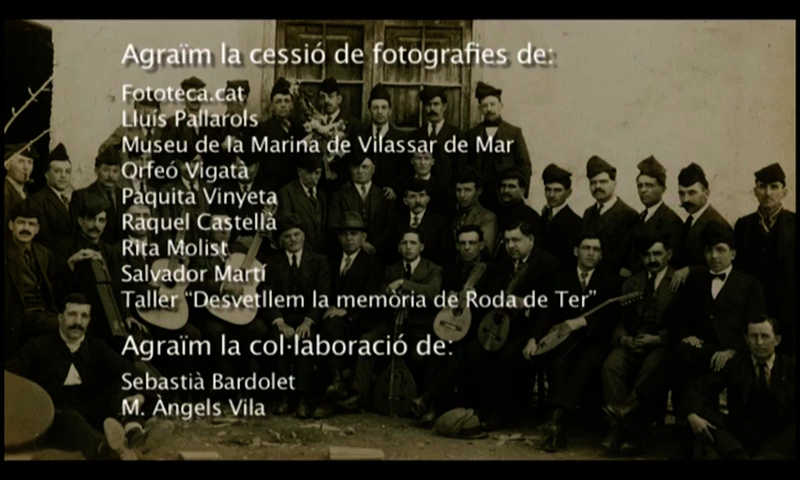 Agraïm la cessió de fotografies de:
Fototeca.cat
Lluís Pallarols
Museu de la Marina de Vilassar de Mar
Orfeó Vigatà
Paquita Vinyeta
Raquel Castellà
Rita Molist
Salvador Martí
Taller “Desvetllem la memòria de Roda de Ter”
Agraïm la col·laboració de:
Sebastià Bardolet
M. Àngels Vila